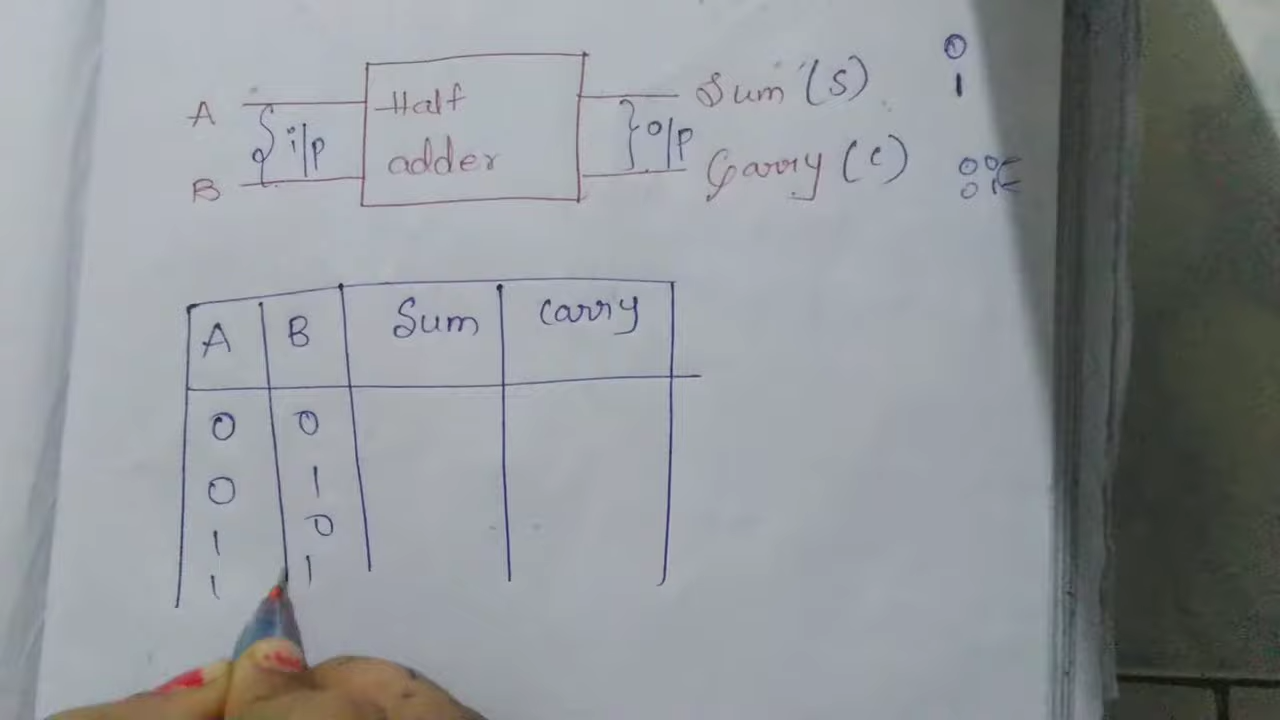 A Half Sum (S) 0
i/p adder o/p 1
B Carry (C)
A B Sum Carry
0 0
0 1
1 0
1 1